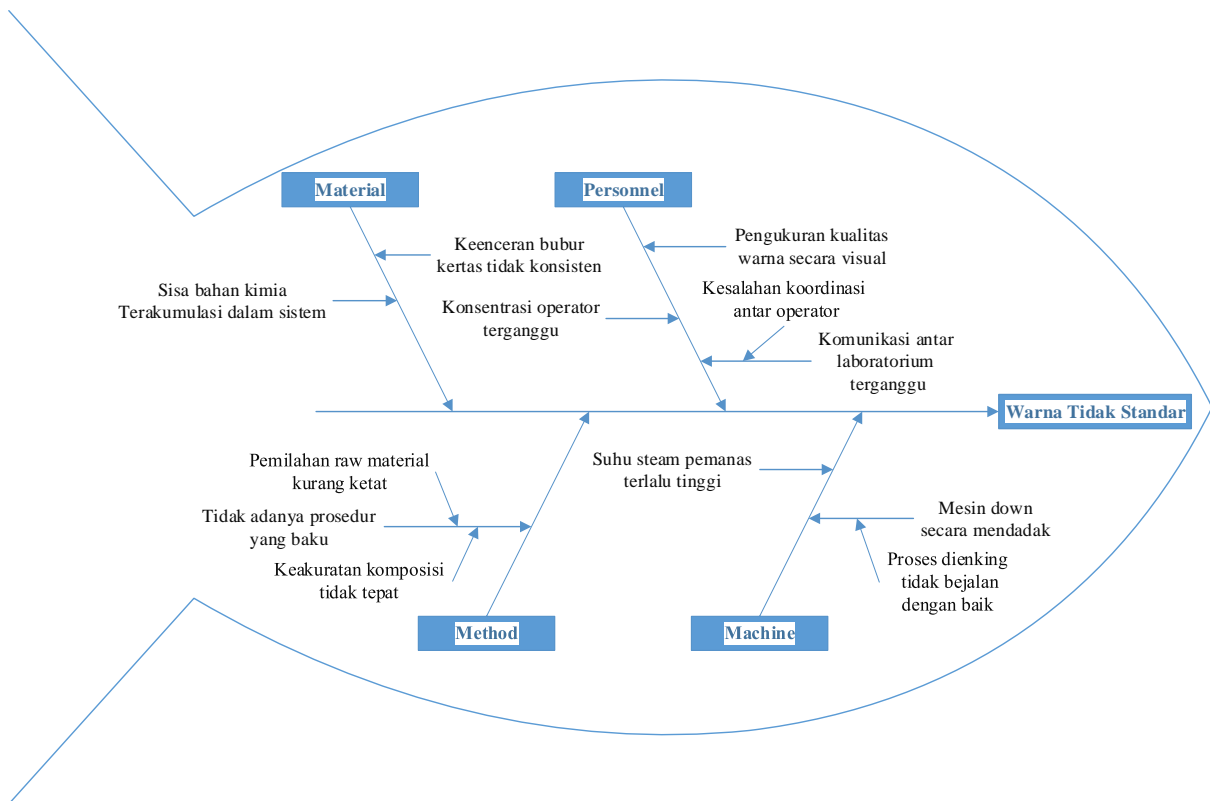 Material
Personnel
Keenceran bubur
kertas tidak konsisten
Sisa bahan kimia
Terakumulasi dalam sistem
Pengukuran kualitas
warna secara visual
Konsentrasi operator
terganggu
Kesalahan koordinasi
antar operator
Komunikasi antar
laboratorium
terganggu
Warna Tidak Standar
Pemilahan raw material
kurang ketat
Tidak adanya prosedur
yang baku
Keakuratan komposisi
tidak tepat
Suhu steam pemanas
terlalu tinggi
Mesin down
secara mendadak
Proses dienking
tidak bejalan
dengan baik
Method
Machine